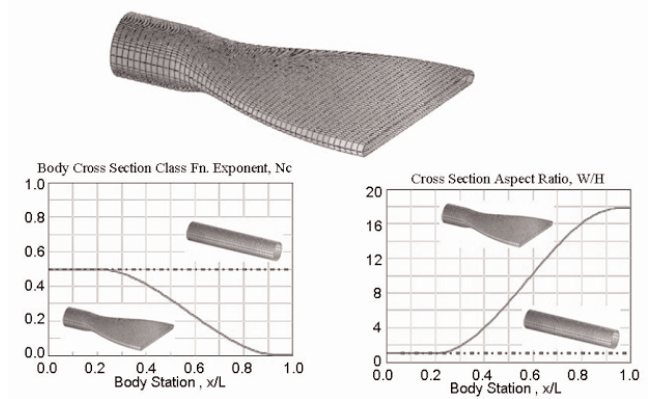 Body Cross Section Class Fn. Exponent, Nc
1.0
0.8
0.6
0.4
0.2
0.0
0.0 0.2 0.4 0.6 0.8 1.0
Body Station , x/L
Cross Section Aspect Ratio, W/H
20
16
12
8
4
0
0.0 0.2 0.4 0.6 0.8 1.0
Body Station , x/L